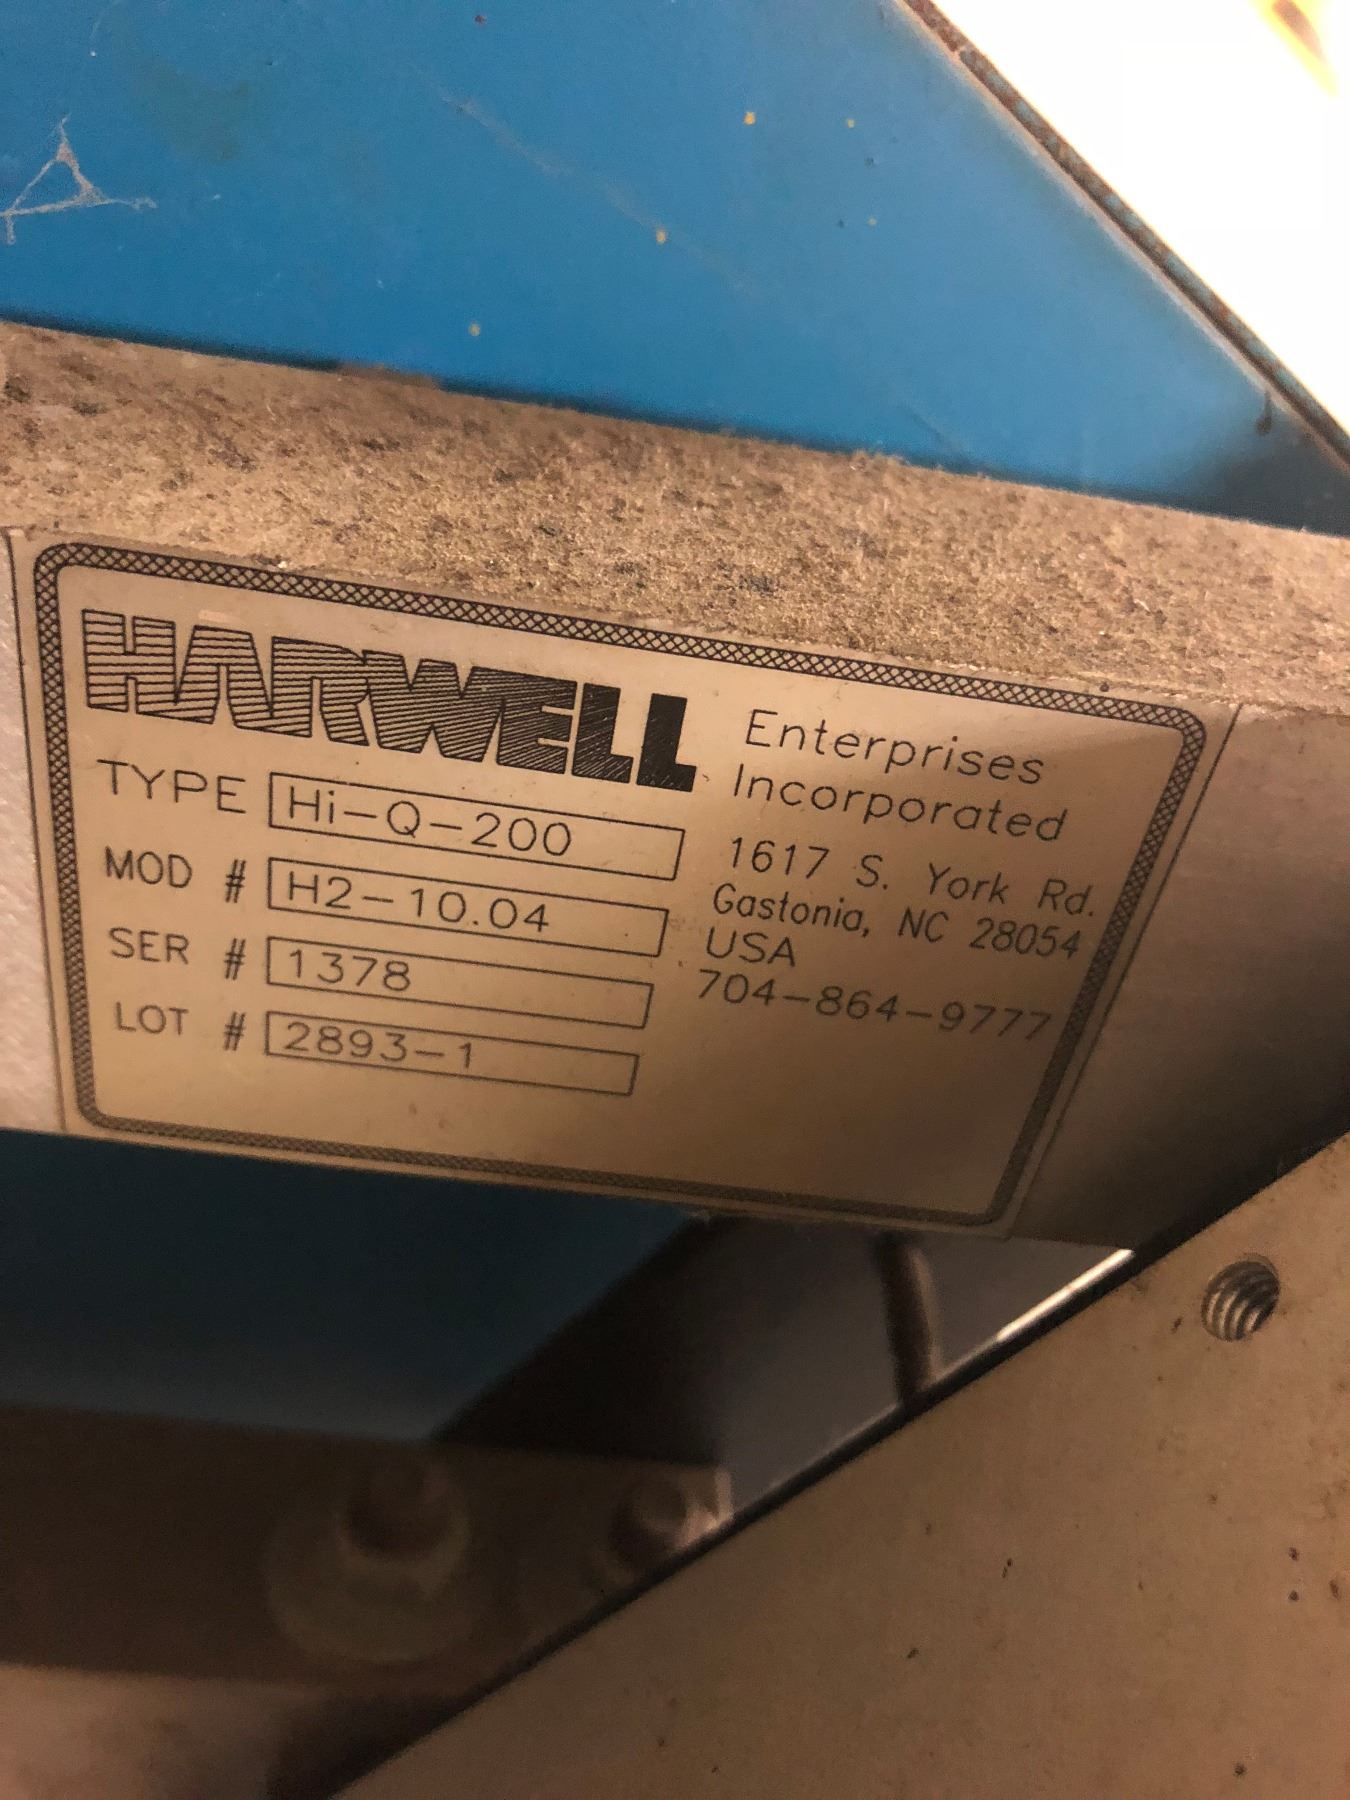 HARWELL Enterprises
Incorporated
TYPE Hi-Q-200
MOD # H2-10.04
SER # 1378
LOT # 2893-1
1617 S. York Rd.
Gastonia, NC 28054
USA
704-864-9777